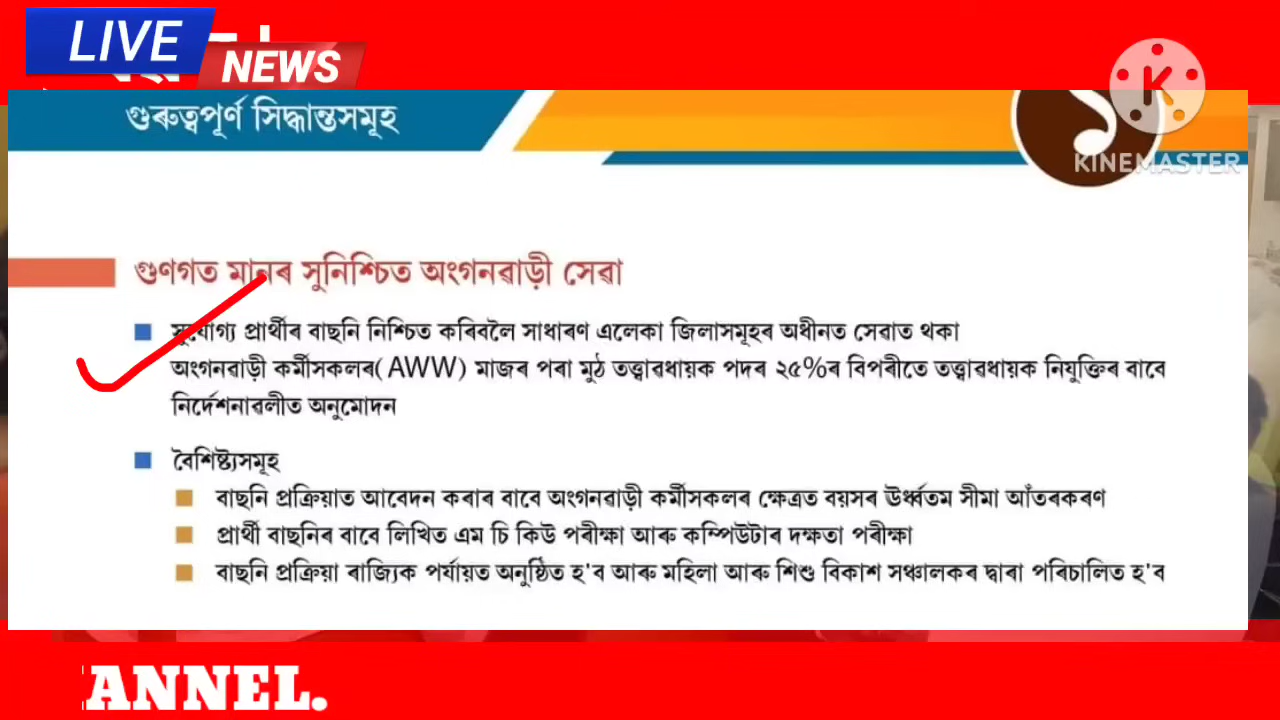 LIVE
NEWS
KINEMASTER
গুৰুত্বপূৰ্ণ সিদ্ধান্তসমূহ
গুণগত মানৰ সুনিশ্চিত অংগনৱাড়ী সেৱা
সুযোগ্য প্ৰাৰ্থীৰ বাছনি নিশ্চিত কৰিবলৈ সাধাৰণ এলেকা জিলাসমূহৰ অধীনত সেৱাত থকা
অংগনৱাড়ী কৰ্মীসকলৰ( AWW) মাজৰ পৰা মুঠ তত্ত্বাৱধায়ক পদৰ ২৫%ৰ বিপৰীতে তত্ত্বাৱধায়ক নিযুক্তিৰ বাবে
নিৰ্দেশনাৱলীত অনুমোদন
বৈশিষ্ট্যসমূহ
বাছনি প্ৰক্ৰিয়াত আবেদন কৰাৰ বাবে অংগনৱাড়ী কৰ্মীসকলৰ ক্ষেত্ৰত বয়সৰ ঊৰ্ধ্বতম সীমা আঁতৰকৰণ
প্ৰাৰ্থী বাছনিৰ বাবে লিখিত এম চি কিউ পৰীক্ষা আৰু কম্পিউটাৰ দক্ষতা পৰীক্ষা
বাছনি প্ৰক্ৰিয়া ৰাজ্যিক পৰ্যায়ত অনুষ্ঠিত হ'ব আৰু মহিলা আৰু শিশু বিকাশ সঞ্চালকৰ দ্বাৰা পৰিচালিত হ'ব
ANNEL.